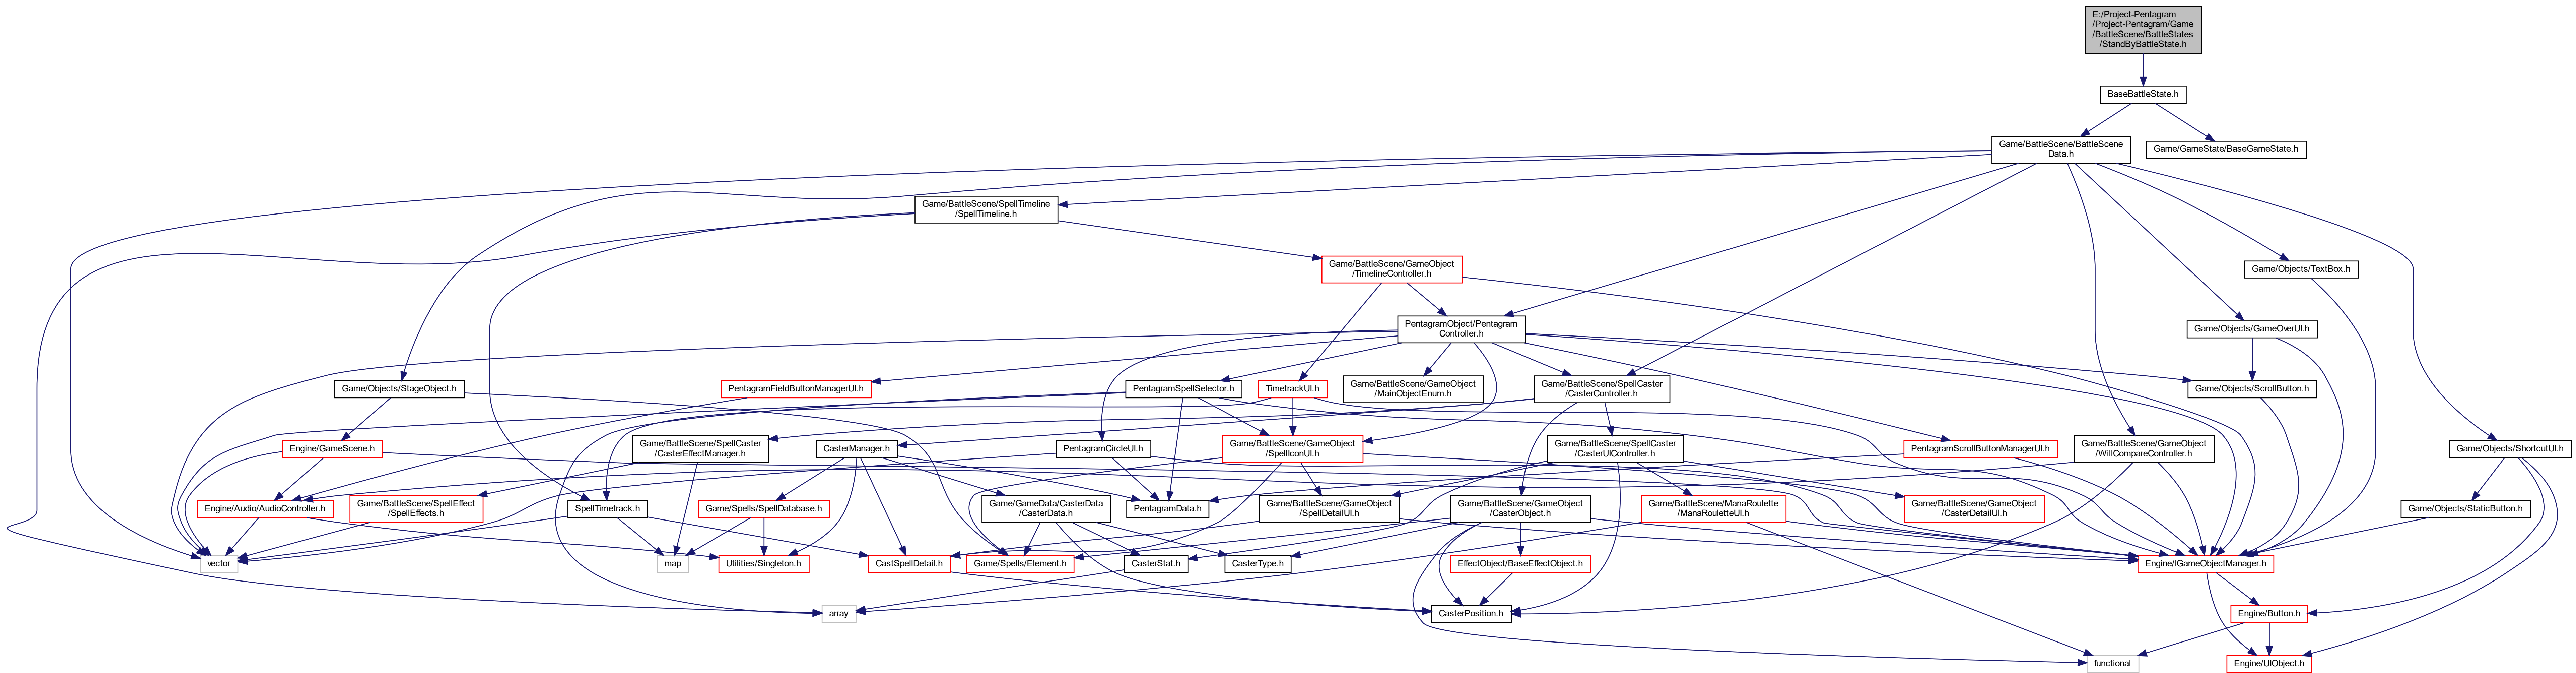 E:/Project-Pentagram
/Project-Pentagram/Game
/BattleScene/BattleStates
/StandByBattleState.h
BaseBattleState.h
Game/BattleScene/BattleScene
Data.h
Game/GameState/BaseGameState.h
Game/BattleScene/SpellTimeline
/SpellTimeline.h
Game/BattleScene/GameObject
/TimelineController.h
Game/Objects/TextBox.h
PentagramObject/Pentagram
Controller.h
Game/Objects/GameOverUI.h
Game/Objects/StageObject.h
PentagramFieldButtonManagerUI.h
PentagramSpellSelector.h
TimetrackUI.h
Game/BattleScene/GameObject
/MainObjectEnum.h
Game/BattleScene/SpellCaster
/CasterController.h
Game/Objects/ScrollButton.h
Engine/GameScene.h
Game/BattleScene/SpellCaster
/CasterEffectManager.h
CasterManager.h
PentagramCircleUI.h
Game/BattleScene/GameObject
/SpellIconUI.h
Game/BattleScene/SpellCaster
/CasterUIController.h
PentagramScrollButtonManagerUI.h
Game/BattleScene/GameObject
/WillCompareController.h
Game/Objects/ShortcutUI.h
Engine/Audio/AudioController.h
Game/BattleScene/SpellEffect
/SpellEffects.h
SpellTimetrack.h
Game/Spells/SpellDatabase.h
Game/GameData/CasterData
/CasterData.h
PentagramData.h
Game/BattleScene/GameObject
/SpellDetailUI.h
Game/BattleScene/GameObject
/CasterObject.h
Game/BattleScene/ManaRoulette
/ManaRouletteUI.h
Game/BattleScene/GameObject
/CasterDetailUI.h
Game/Objects/StaticButton.h
vector
map
Utilities/Singleton.h
CastSpellDetail.h
Game/Spells/Element.h
CasterStat.h
CasterType.h
EffectObject/BaseEffectObject.h
Engine/IGameObjectManager.h
array
CasterPosition.h
Engine/Button.h
functional
Engine/UIObject.h